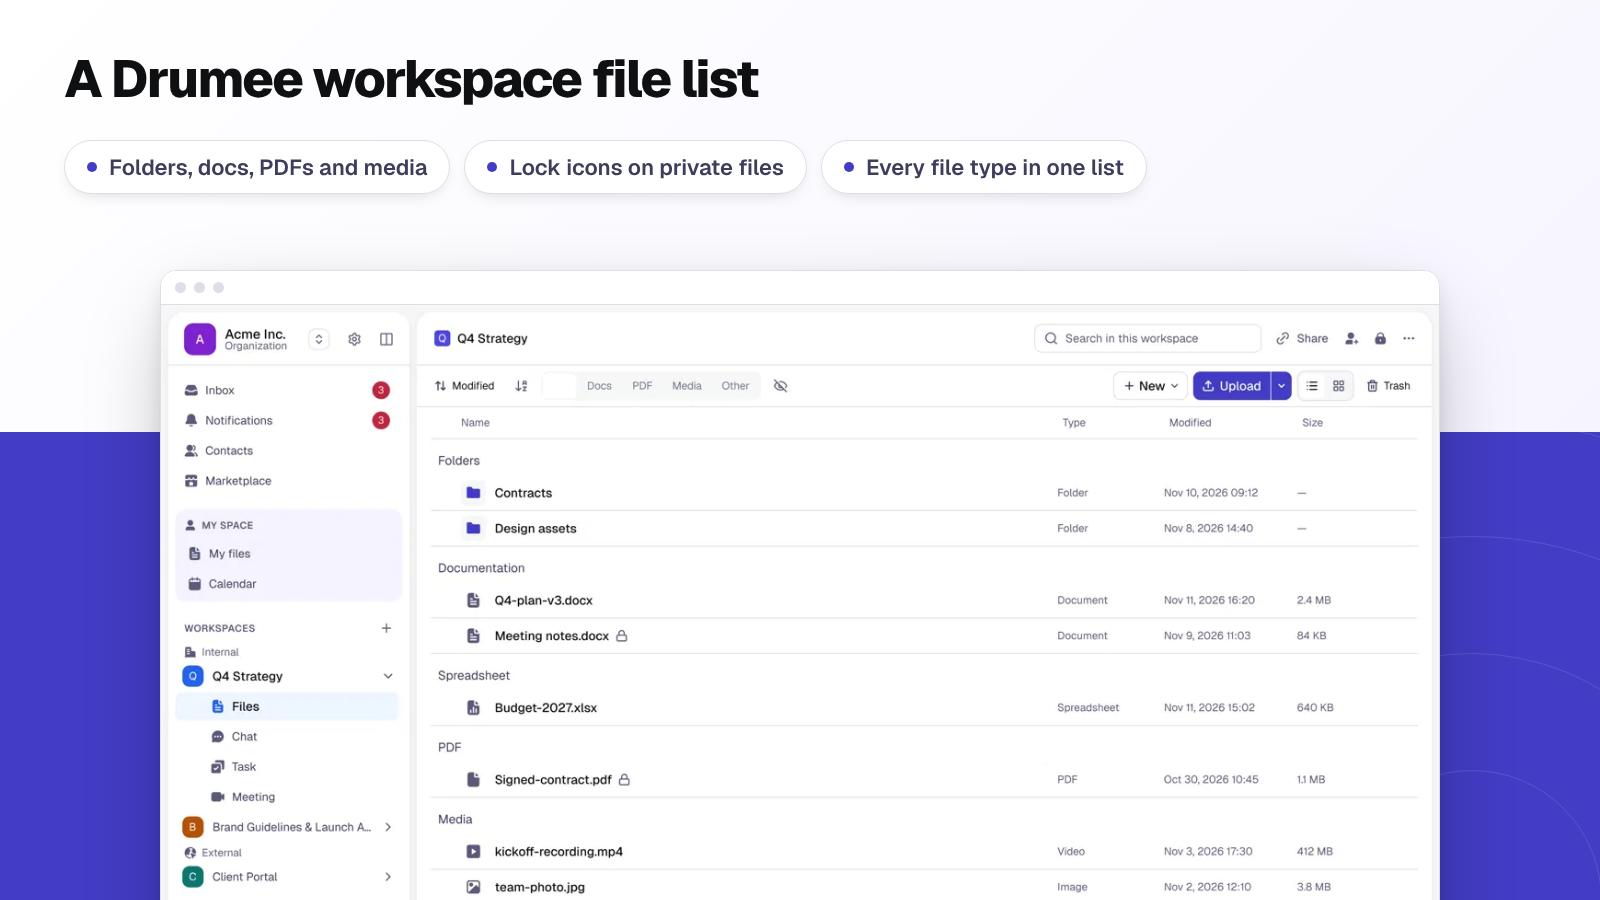 A Drumee workspace file list
Folders, docs, PDFs and media
Lock icons on private files
Every file type in one list
A
Acme Inc.
Organization
Inbox 3
Notifications 3
Contacts
Marketplace
MY SPACE
My files
Calendar
WORKSPACES
Internal
Q Q4 Strategy
Files
Chat
Task
Meeting
B Brand Guidelines & Launch A...
External
C Client Portal
Q Q4 Strategy
Search in this workspace
Share
Modified
Docs PDF Media Other
New
Upload
Trash
Name Type Modified Size
Folders
Contracts Folder Nov 10, 2026 09:12 —
Design assets Folder Nov 8, 2026 14:40 —
Documentation
Q4-plan-v3.docx Document Nov 11, 2026 16:20 2.4 MB
Meeting notes.docx Document Nov 9, 2026 11:03 84 KB
Spreadsheet
Budget-2027.xlsx Spreadsheet Nov 11, 2026 15:02 640 KB
PDF
Signed-contract.pdf PDF Oct 30, 2026 10:45 1.1 MB
Media
kickoff-recording.mp4 Video Nov 3, 2026 17:30 412 MB
team-photo.jpg Image Nov 2, 2026 12:10 3.8 MB